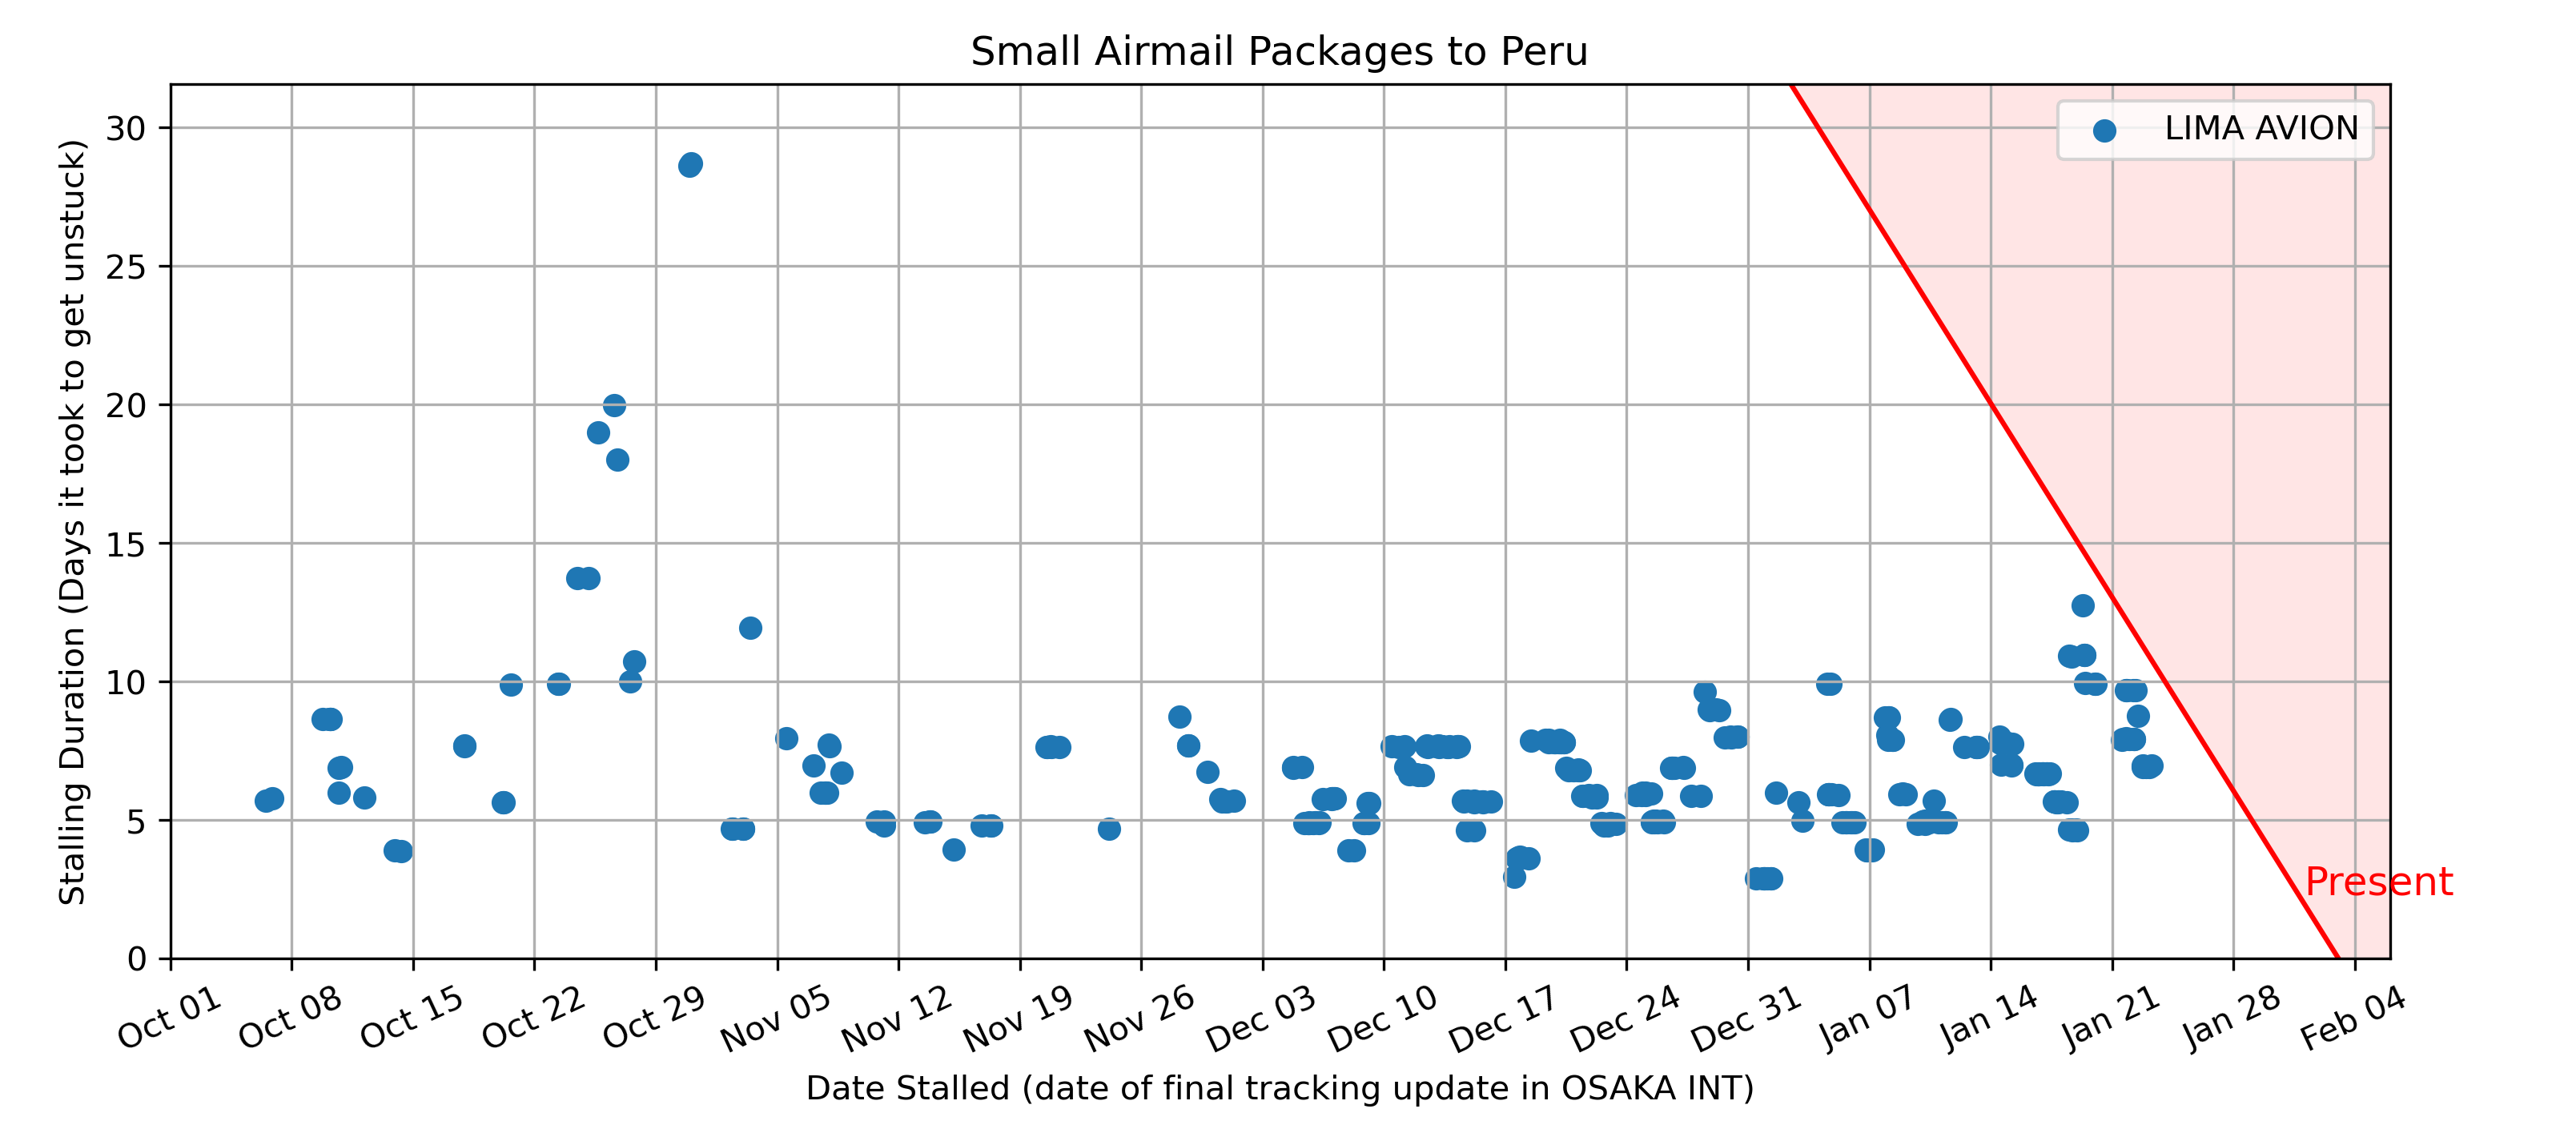 Small Airmail Packages to Peru
Stalling Duration (Days it took to get unstuck)
30
25
20
15
10
5
0
LIMA AVION
Present
Oct 01
Oct 08
Oct 15
Oct 22
Oct 29
Nov 05
Nov 12
Nov 19
Nov 26
Dec 03
Dec 10
Dec 17
Dec 24
Dec 31
Jan 07
Jan 14
Jan 21
Jan 28
Feb 04
Date Stalled (date of final tracking update in OSAKA INT)